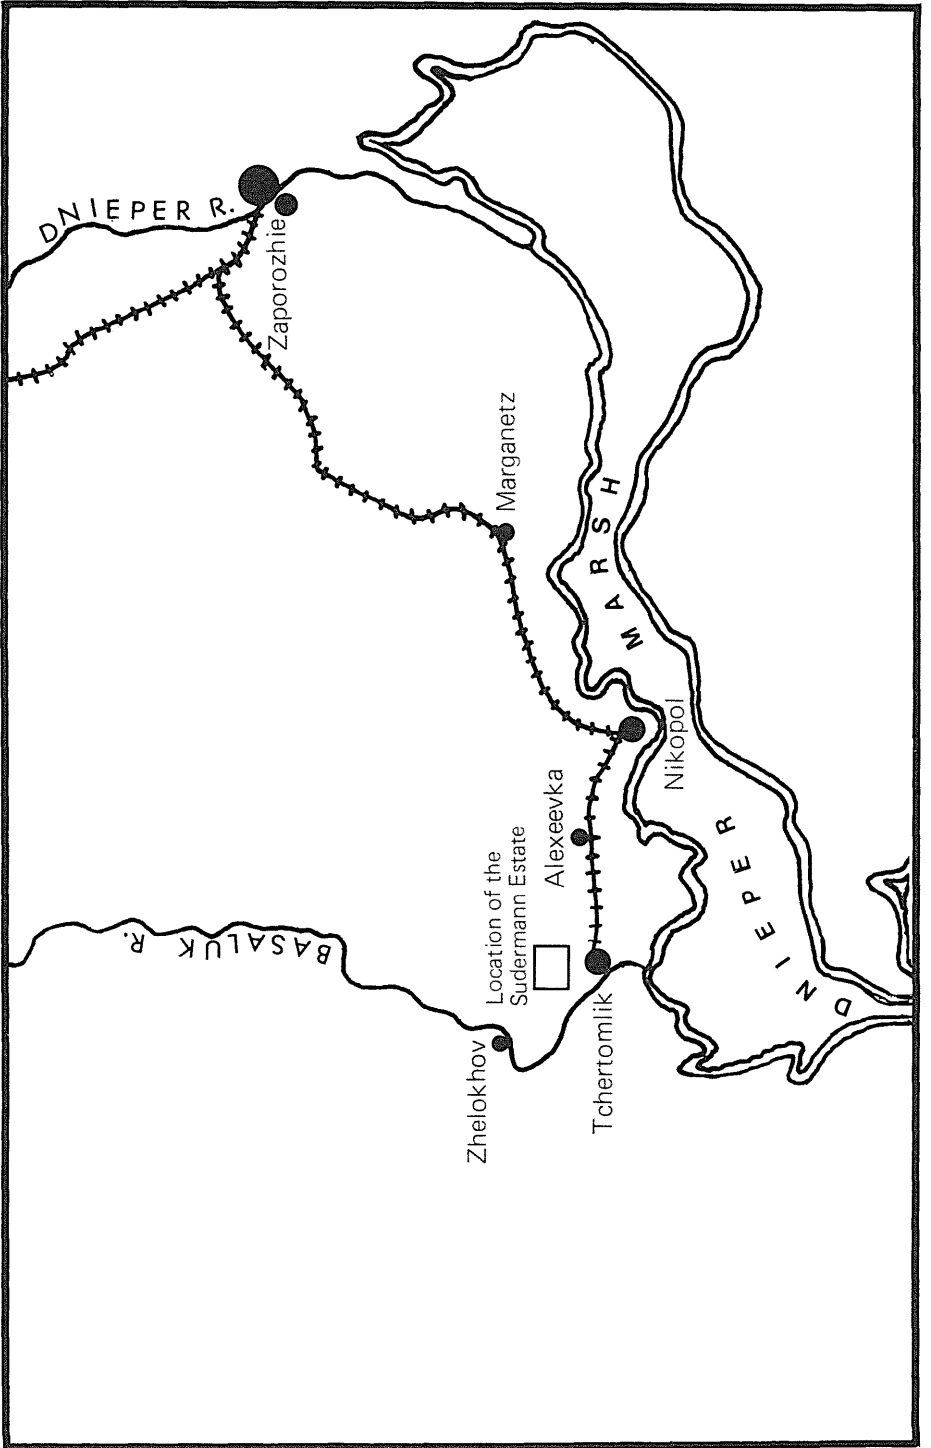 DNIEPER R.
Zaporozhie
Marganetz
MARSH
Nikopol
Alexeevka
Location of the
Sudermann Estate
DNIEPER
BASALUK R.
Zhelokhov
Tchertomlik